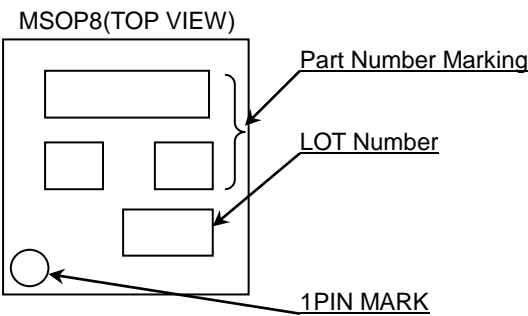 MSOP8(TOP VIEW)
Part Number Marking
LOT Number
1PIN MARK